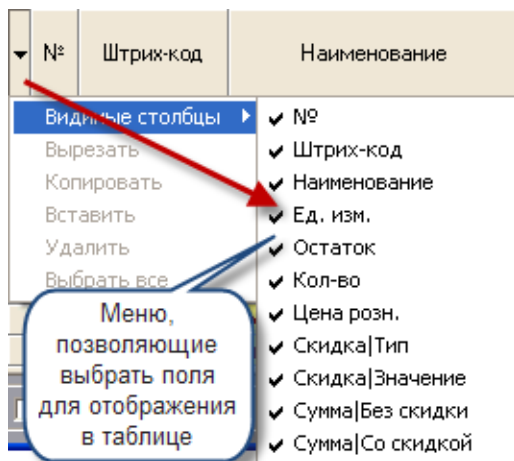 № Штрих-код Наименование
Видимые столбцы
Вырезать
Копировать
Вставить
Удалить
Выбрать все
№
Штрих-код
Наименование
Ед. изм.
Остаток
Кол-во
Цена розн.
Скидка|Тип
Скидка|Значение
Сумма|Без скидки
Сумма|Со скидкой
Меню,
позволяющие
выбрать поля
для отображения
в таблице